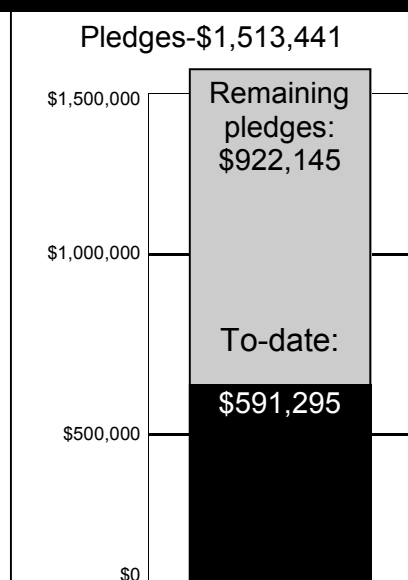 Pledges-$1,513,441
$1,500,000
Remaining
pledges:
$922,145
$1,000,000
To-date:
$591,295
$500,000
$0